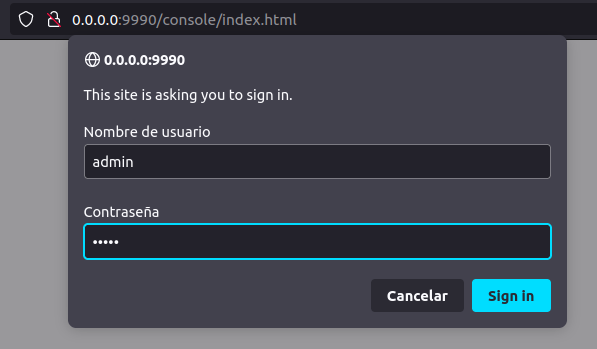 0.0.0.0:9990/console/index.html
0.0.0.0:9990
This site is asking you to sign in.
Nombre de usuario
admin
Contraseña
•••••
Cancelar Sign in